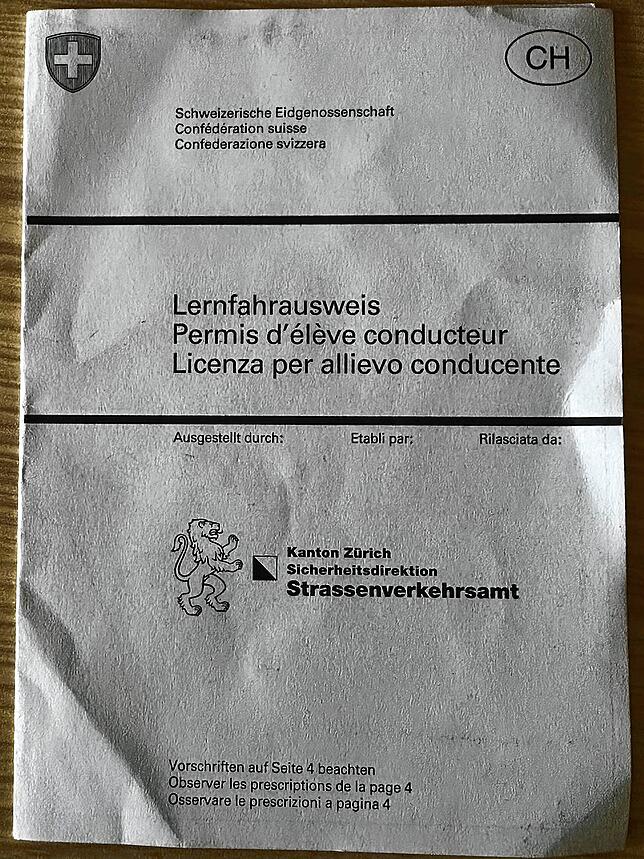 CH
Schweizerische Eidgenossenschaft
Confédération suisse
Confederazione svizzera
Lernfahrausweis
Permis d'élève conducteur
Licenza per allievo conducente
Ausgestellt durch: Etabli par: Rilasciata da:
Kanton Zürich
Sicherheitsdirektion
Strassenverkehrsamt
Vorschriften auf Seite 4 beachten
Observer les prescriptions de la page 4
Osservare le prescrizioni a pagina 4